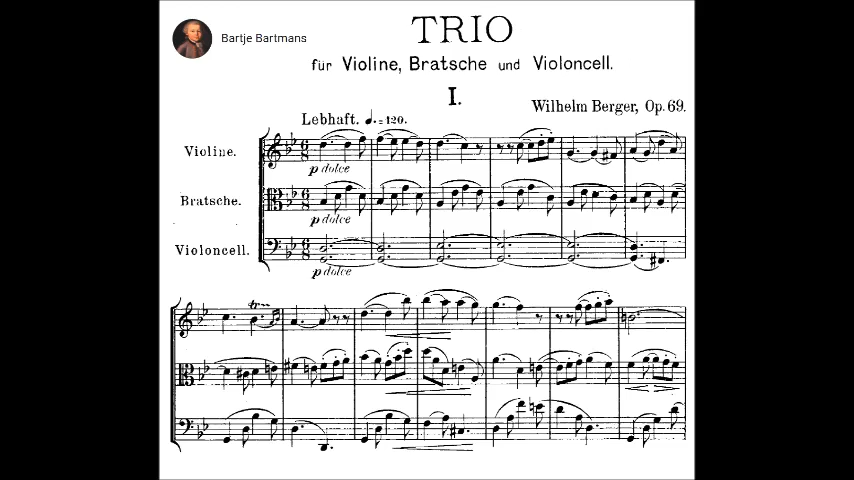 Bartje Bartmans
TRIO
für Violine, Bratsche und Violoncell.
I.
Wilhelm Berger, Op. 69.
Lebhaft. ♩. = 120.
Violine.
p dolce
Bratsche.
p dolce
Violoncell.
p dolce
tr